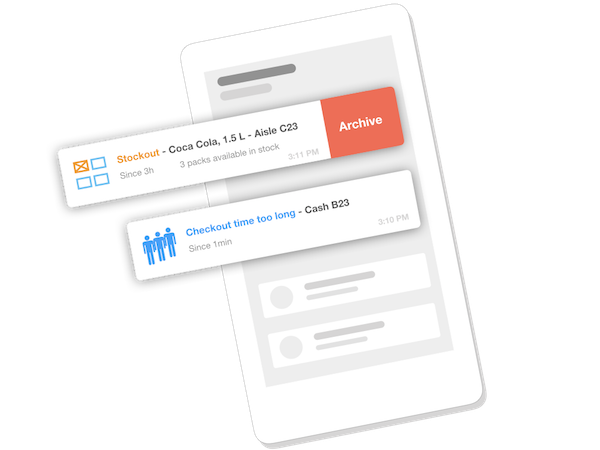 Stockout - Coca Cola, 1.5 L - Aisle C23
Since 3h 3 packs available in stock
3:11 PM
Archive
Checkout time too long - Cash B23
Since 1min
3:10 PM